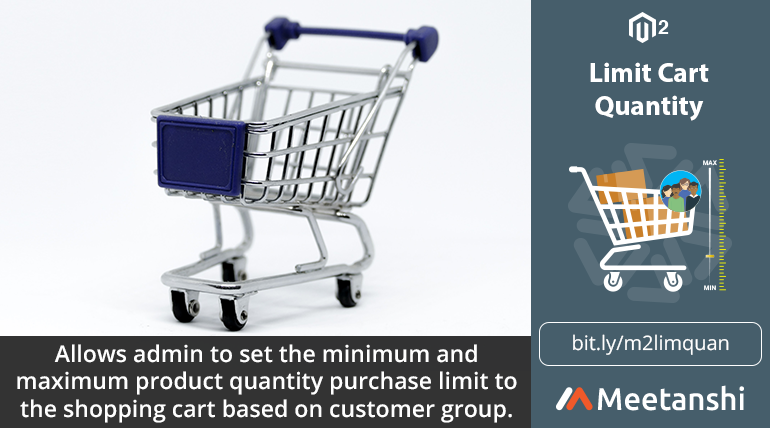 2
Limit Cart
Quantity
MAX
MIN
bit.ly/m2limquan
Meetanshi
Allows admin to set the minimum and
maximum product quantity purchase limit to
the shopping cart based on customer group.